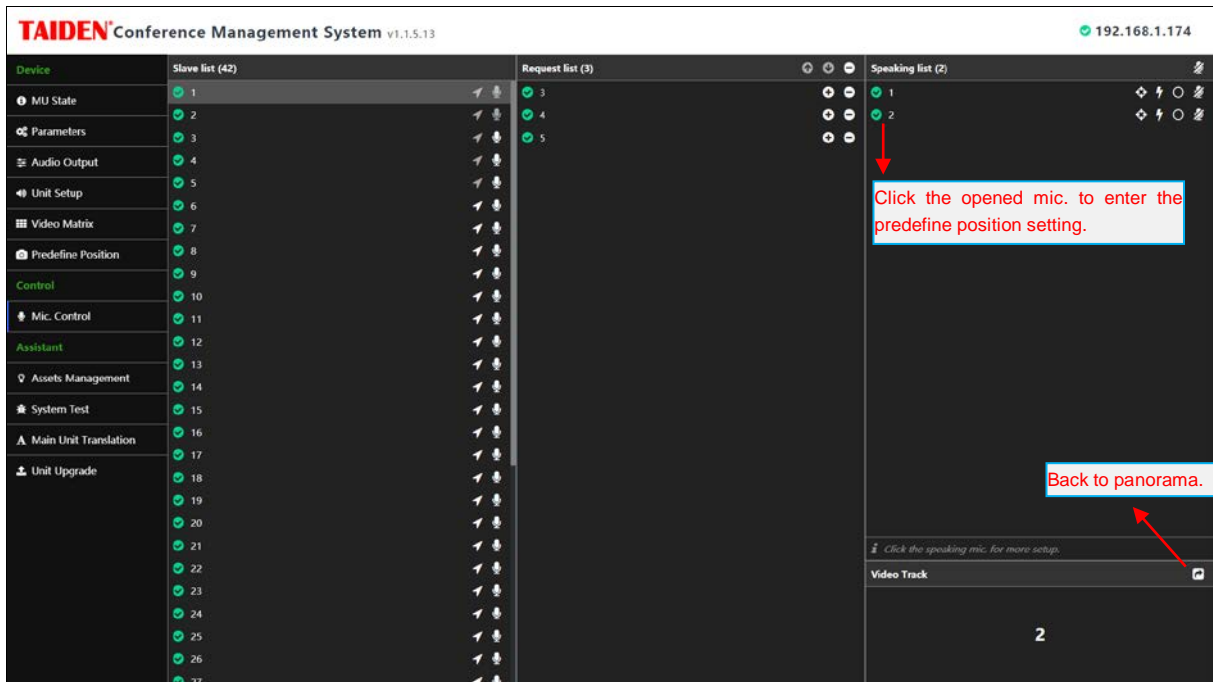 TAIDEN® Conference Management System v1.1.5.13
192.168.1.174
Device
MU State
Parameters
Audio Output
Unit Setup
Video Matrix
Predefine Position
Control
Mic. Control
Assistant
Assets Management
System Test
Main Unit Translation
Unit Upgrade
Slave list (42)
1
2
3
4
5
6
7
8
9
10
11
12
13
14
15
16
17
18
19
20
21
22
23
24
25
26
27
Request list (3)
3
4
5
Speaking list (2)
1
2
Click the opened mic. to enter the
predefine position setting.
Back to panorama.
Click the speaking mic. for more setup.
Video Track
2